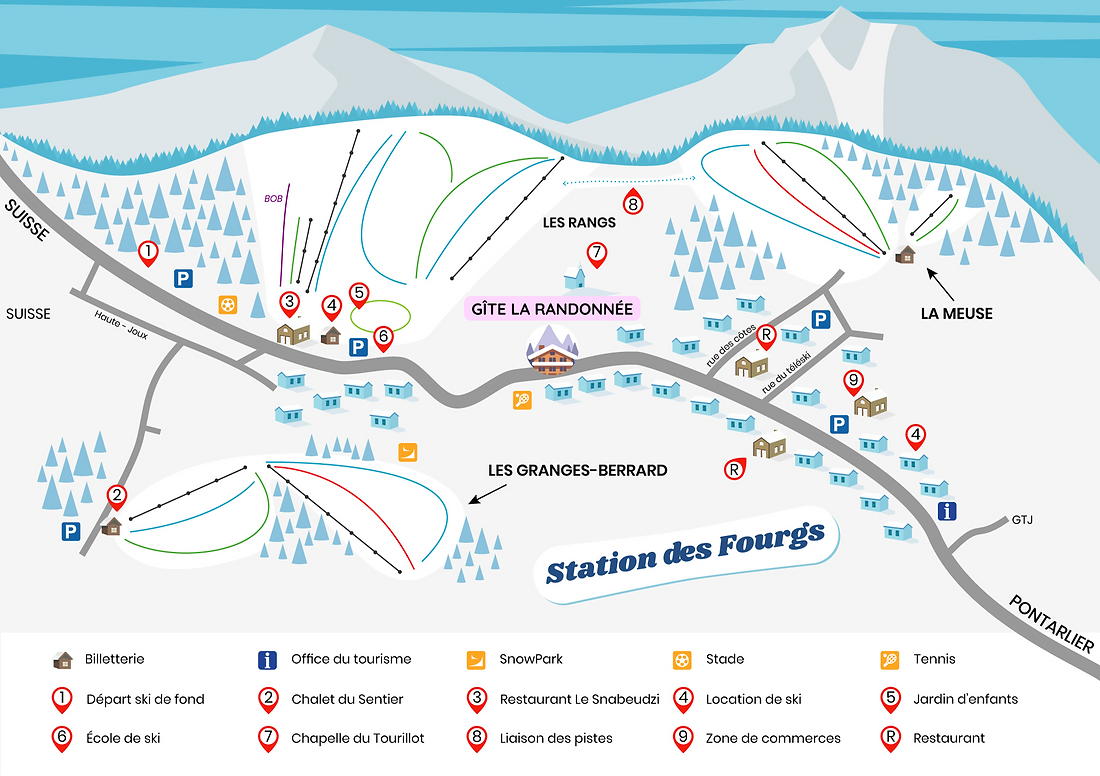 BOB
8
LES RANGS
SUISSE
1
P
7
3
4
5
GÎTE LA RANDONNÉE
LA MEUSE
SUISSE
Haute - Joux
P
6
rue des côtes
R
P
rue du téléski
9
P
4
R
LES GRANGES-BERRARD
2
P
i
GTJ
Station des Fourgs
PONTARLIER
Billetterie
i Office du tourisme
SnowPark
Stade
Tennis
1 Départ ski de fond
2 Chalet du Sentier
3 Restaurant Le Snabeudzi
4 Location de ski
5 Jardin d'enfants
6 École de ski
7 Chapelle du Tourillot
8 Liaison des pistes
9 Zone de commerces
R Restaurant